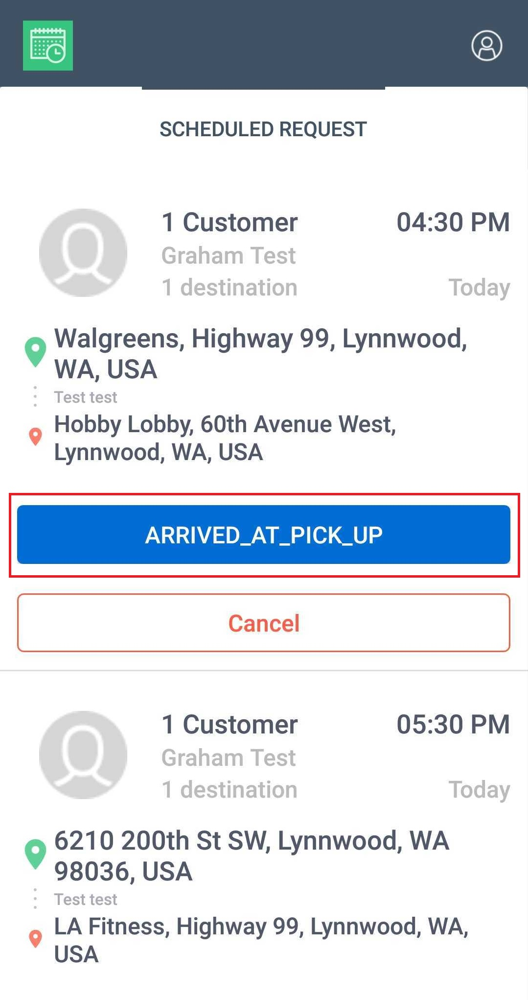 SCHEDULED REQUEST
1 Customer
04:30 PM
Graham Test
1 destination
Today
Walgreens, Highway 99, Lynnwood,
WA, USA
Test test
Hobby Lobby, 60th Avenue West,
Lynnwood, WA, USA
ARRIVED_AT_PICK_UP
Cancel
1 Customer
05:30 PM
Graham Test
1 destination
Today
6210 200th St SW, Lynnwood, WA
98036, USA
Test test
LA Fitness, Highway 99, Lynnwood, WA,
USA